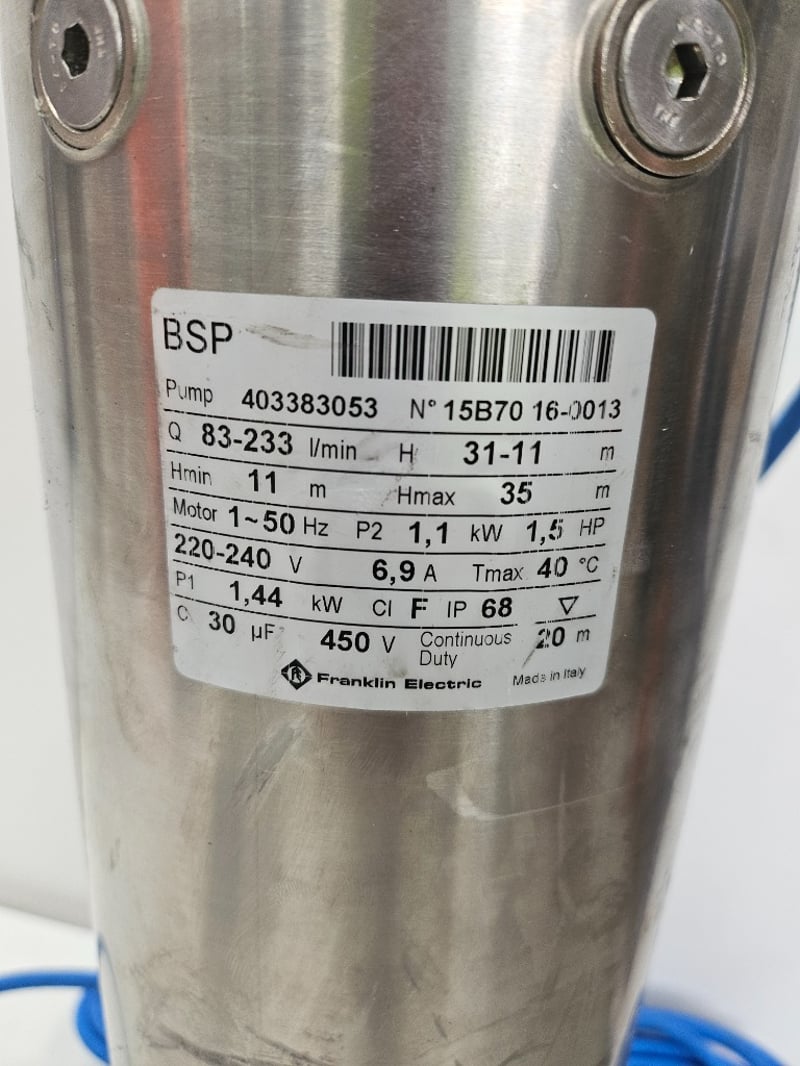 BSP
Pump 403383053 N° 15B70 16-0013
Q 83-233 l/min H 31-11 m
Hmin 11 m Hmax 35 m
Motor 1~50 Hz P2 1,1 kW 1,5 HP
220-240 V 6,9 A Tmax 40 °C
P1 1,44 kW Cl F IP 68 ▽
C 30 µF 450 V Continuous Duty 20 m
Franklin Electric Made in Italy